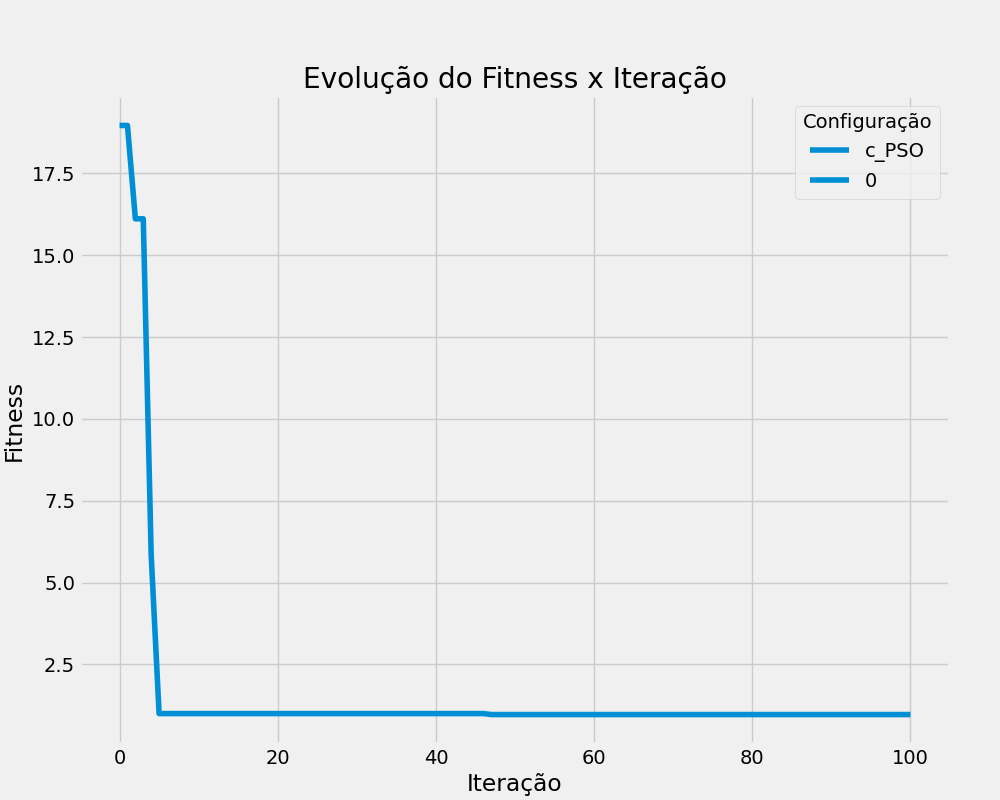 Evolução do Fitness x Iteração
Configuração
c_PSO
0
17.5
15.0
12.5
10.0
7.5
5.0
2.5
Fitness
0 20 40 60 80 100
Iteração